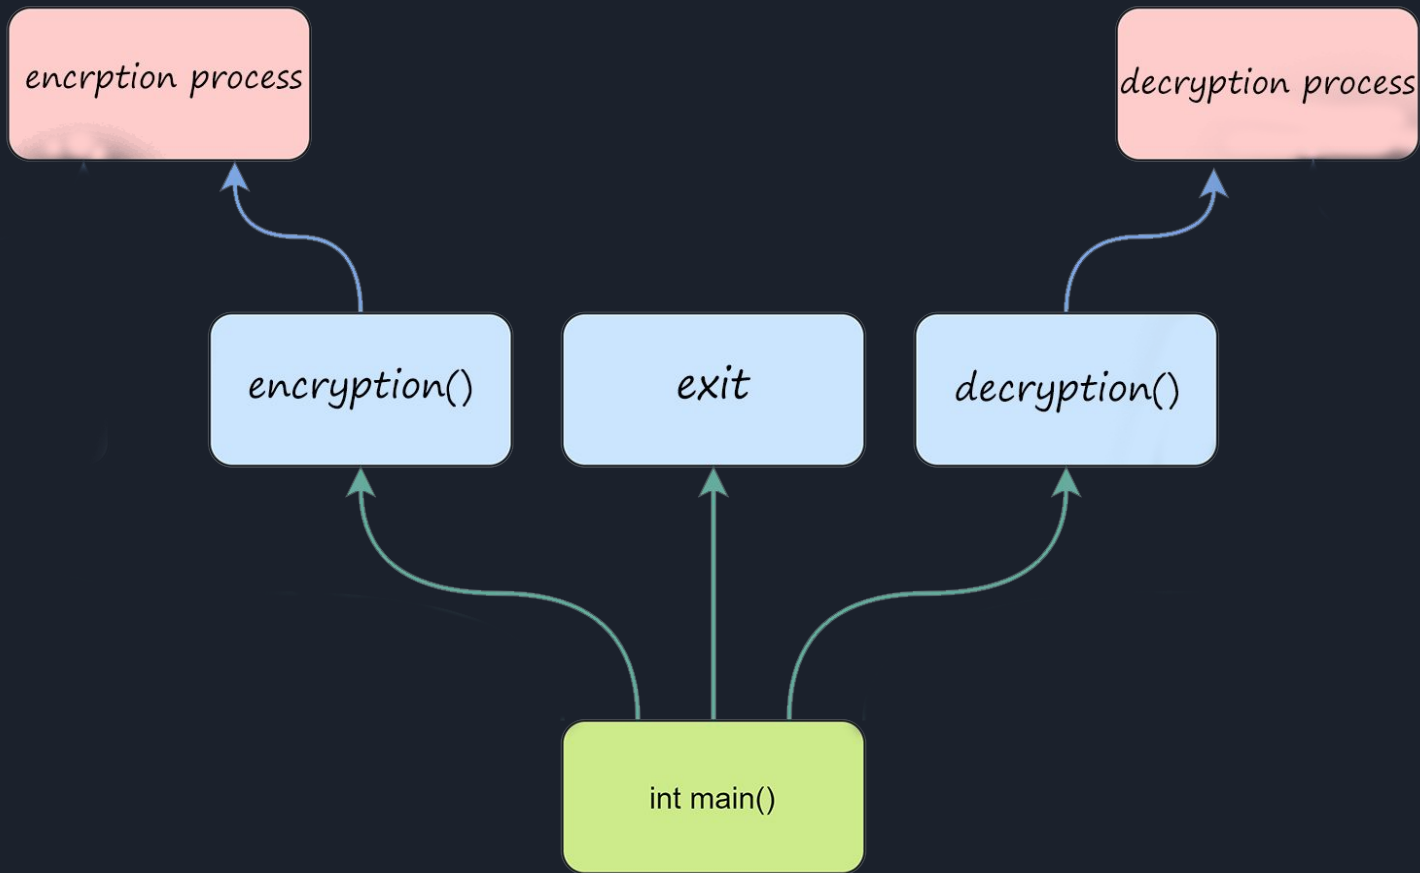 encrption process
decryption process
encryption()
exit
decryption()
int main()